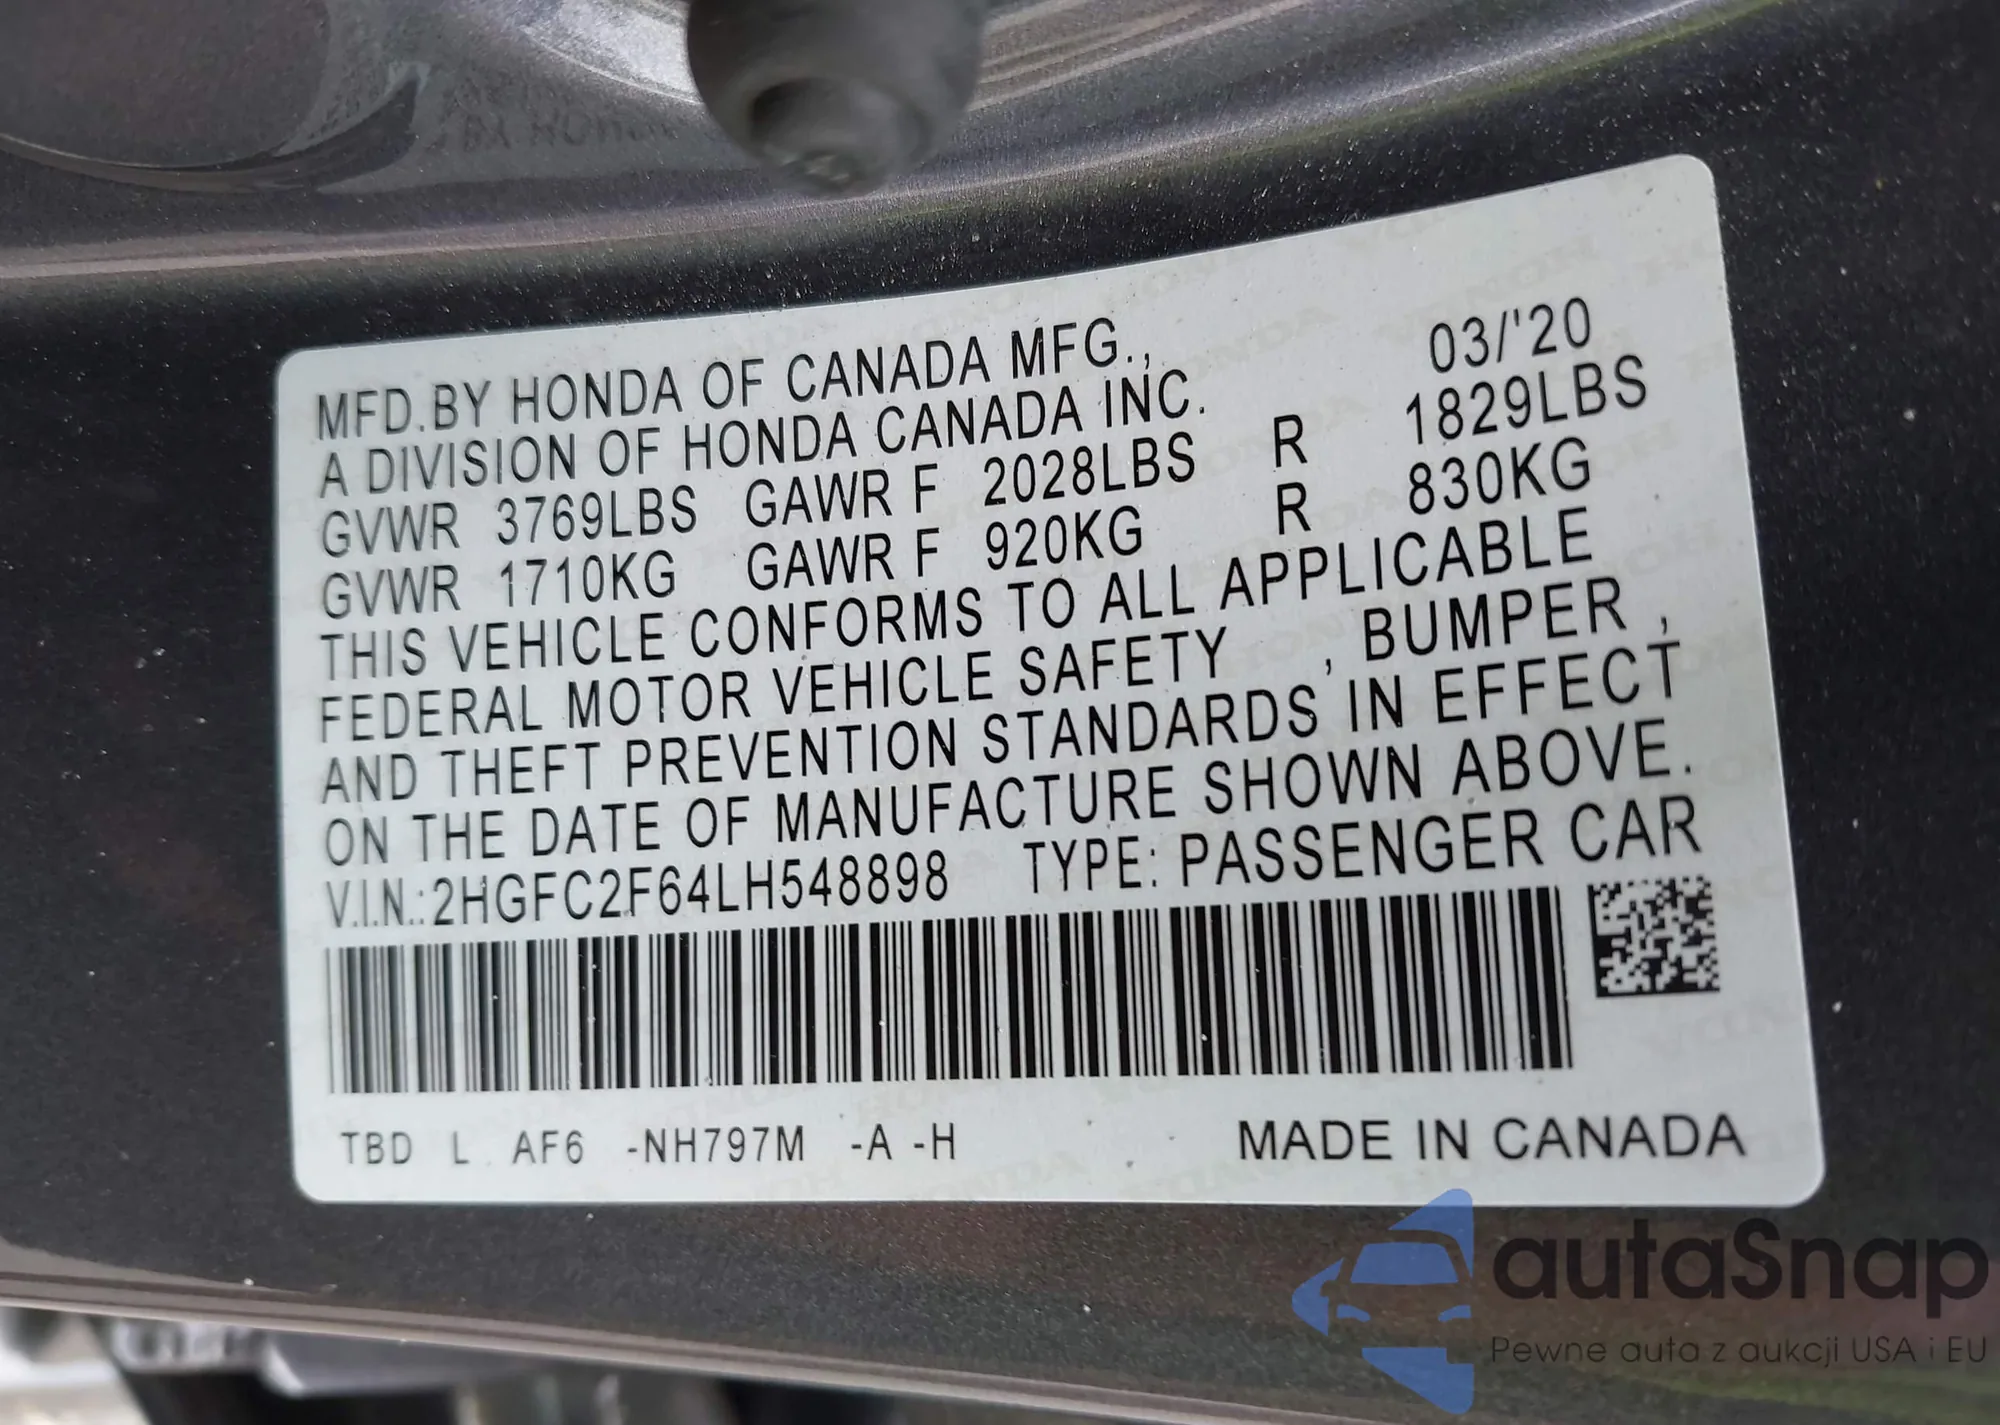 MFD.BY HONDA OF CANADA MFG., 03/'20
A DIVISION OF HONDA CANADA INC.
GVWR 3769LBS GAWR F 2028LBS R 1829LBS
GVWR 1710KG GAWR F 920KG R 830KG
THIS VEHICLE CONFORMS TO ALL APPLICABLE
FEDERAL MOTOR VEHICLE SAFETY , BUMPER ,
AND THEFT PREVENTION STANDARDS IN EFFECT
ON THE DATE OF MANUFACTURE SHOWN ABOVE.
V.I.N.:2HGFC2F64LH548898 TYPE: PASSENGER CAR
TBD L AF6 -NH797M -A -H MADE IN CANADA
autaSnap
Pewne auta z aukcji USA i EU